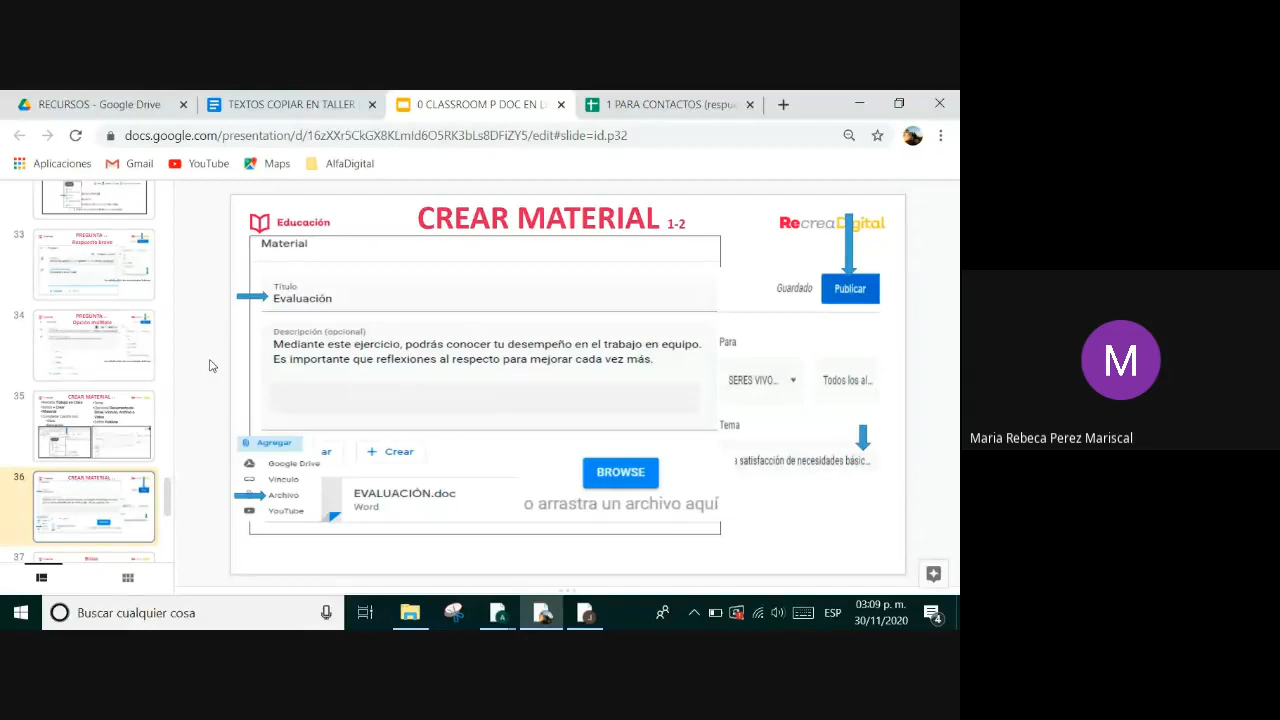 RECURSOS - Google Drive
TEXTOS COPIAR EN TALLER
0 CLASSROOM P DOC EN L
1 PARA CONTACTOS (respu
docs.google.com/presentation/d/16zXXr5CkGX8KLmId6O5RK3bLs8DFiZY5/edit#slide=id.p32
Aplicaciones
Gmail
YouTube
Maps
AlfaDigital
33
PREGUNTA
Respuesta breve
34
PREGUNTA
Opción múltiple
35
CREAR MATERIAL
36
37
Educación
CREAR MATERIAL 1-2
RecreaDigital
Material
Título
Evaluación
Guardado
Publicar
Descripción (opcional)
Mediante este ejercicio, podrás conocer tu desempeño en el trabajo en equipo.
Es importante que reflexiones al respecto para mejorar cada vez más.
Para
SERES VIVO...
Todos los al...
Tema
a satisfacción de necesidades básic...
Agregar
ar
+ Crear
Google Drive
Vínculo
Archivo
YouTube
EVALUACIÓN.doc
Word
BROWSE
o arrastra un archivo aquí
Buscar cualquier cosa
ESP
03:09 p. m.
30/11/2020
4
M
Maria Rebeca Perez Mariscal